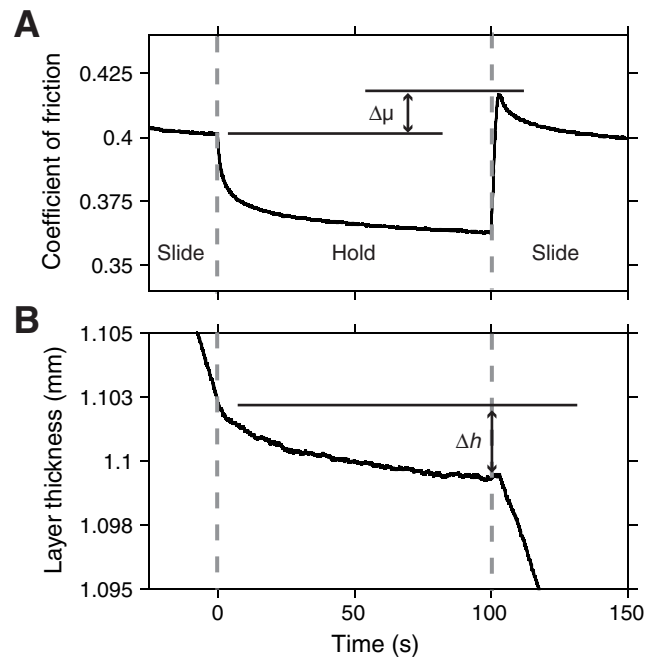 A
Coefficient of friction
0.425
0.4
0.375
0.35
Δμ
Slide
Hold
Slide
B
Layer thickness (mm)
1.105
1.103
1.1
1.098
1.095
Δh
0
50
100
150
Time (s)